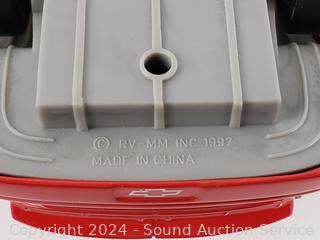 © RV-MM INC 1997
MADE IN CHINA
Copyright 2024 - Sound Auction Service